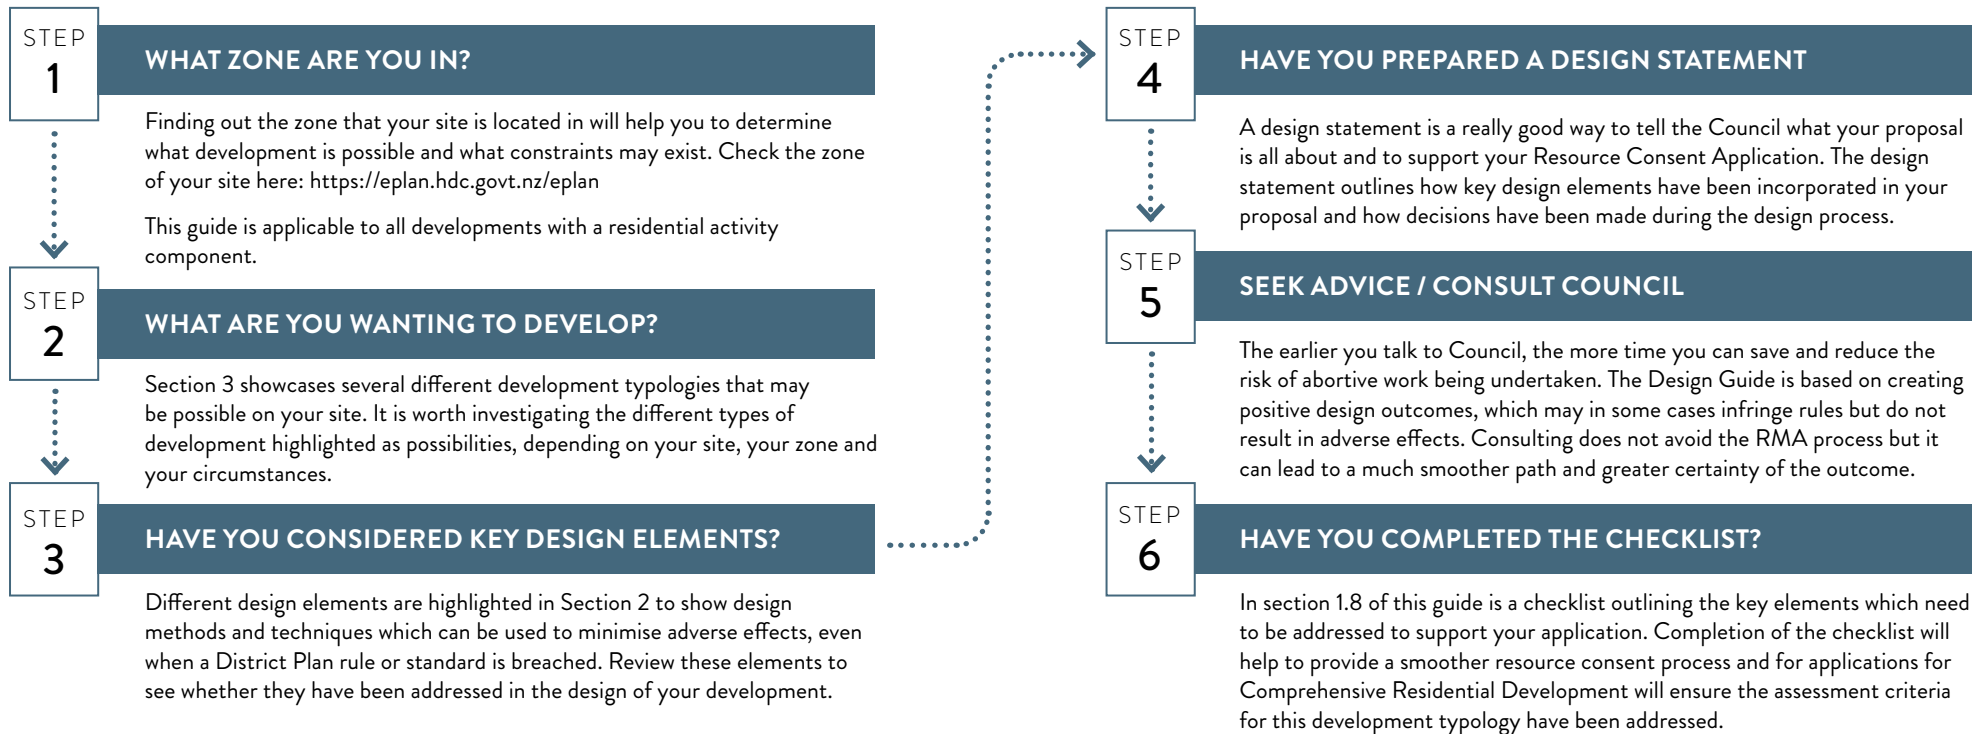 STEP
1
WHAT ZONE ARE YOU IN?
Finding out the zone that your site is located in will help you to determine
what development is possible and what constraints may exist. Check the zone
of your site here: https://eplan.hdc.govt.nz/eplan
This guide is applicable to all developments with a residential activity
component.
STEP
2
WHAT ARE YOU WANTING TO DEVELOP?
Section 3 showcases several different development typologies that may
be possible on your site. It is worth investigating the different types of
development highlighted as possibilities, depending on your site, your zone and
your circumstances.
STEP
3
HAVE YOU CONSIDERED KEY DESIGN ELEMENTS?
Different design elements are highlighted in Section 2 to show design
methods and techniques which can be used to minimise adverse effects, even
when a District Plan rule or standard is breached. Review these elements to
see whether they have been addressed in the design of your development.
STEP
4
HAVE YOU PREPARED A DESIGN STATEMENT
A design statement is a really good way to tell the Council what your proposal
is all about and to support your Resource Consent Application. The design
statement outlines how key design elements have been incorporated in your
proposal and how decisions have been made during the design process.
STEP
5
SEEK ADVICE / CONSULT COUNCIL
The earlier you talk to Council, the more time you can save and reduce the
risk of abortive work being undertaken. The Design Guide is based on creating
positive design outcomes, which may in some cases infringe rules but do not
result in adverse effects. Consulting does not avoid the RMA process but it
can lead to a much smoother path and greater certainty of the outcome.
STEP
6
HAVE YOU COMPLETED THE CHECKLIST?
In section 1.8 of this guide is a checklist outlining the key elements which need
to be addressed to support your application. Completion of the checklist will
help to provide a smoother resource consent process and for applications for
Comprehensive Residential Development will ensure the assessment criteria
for this development typology have been addressed.